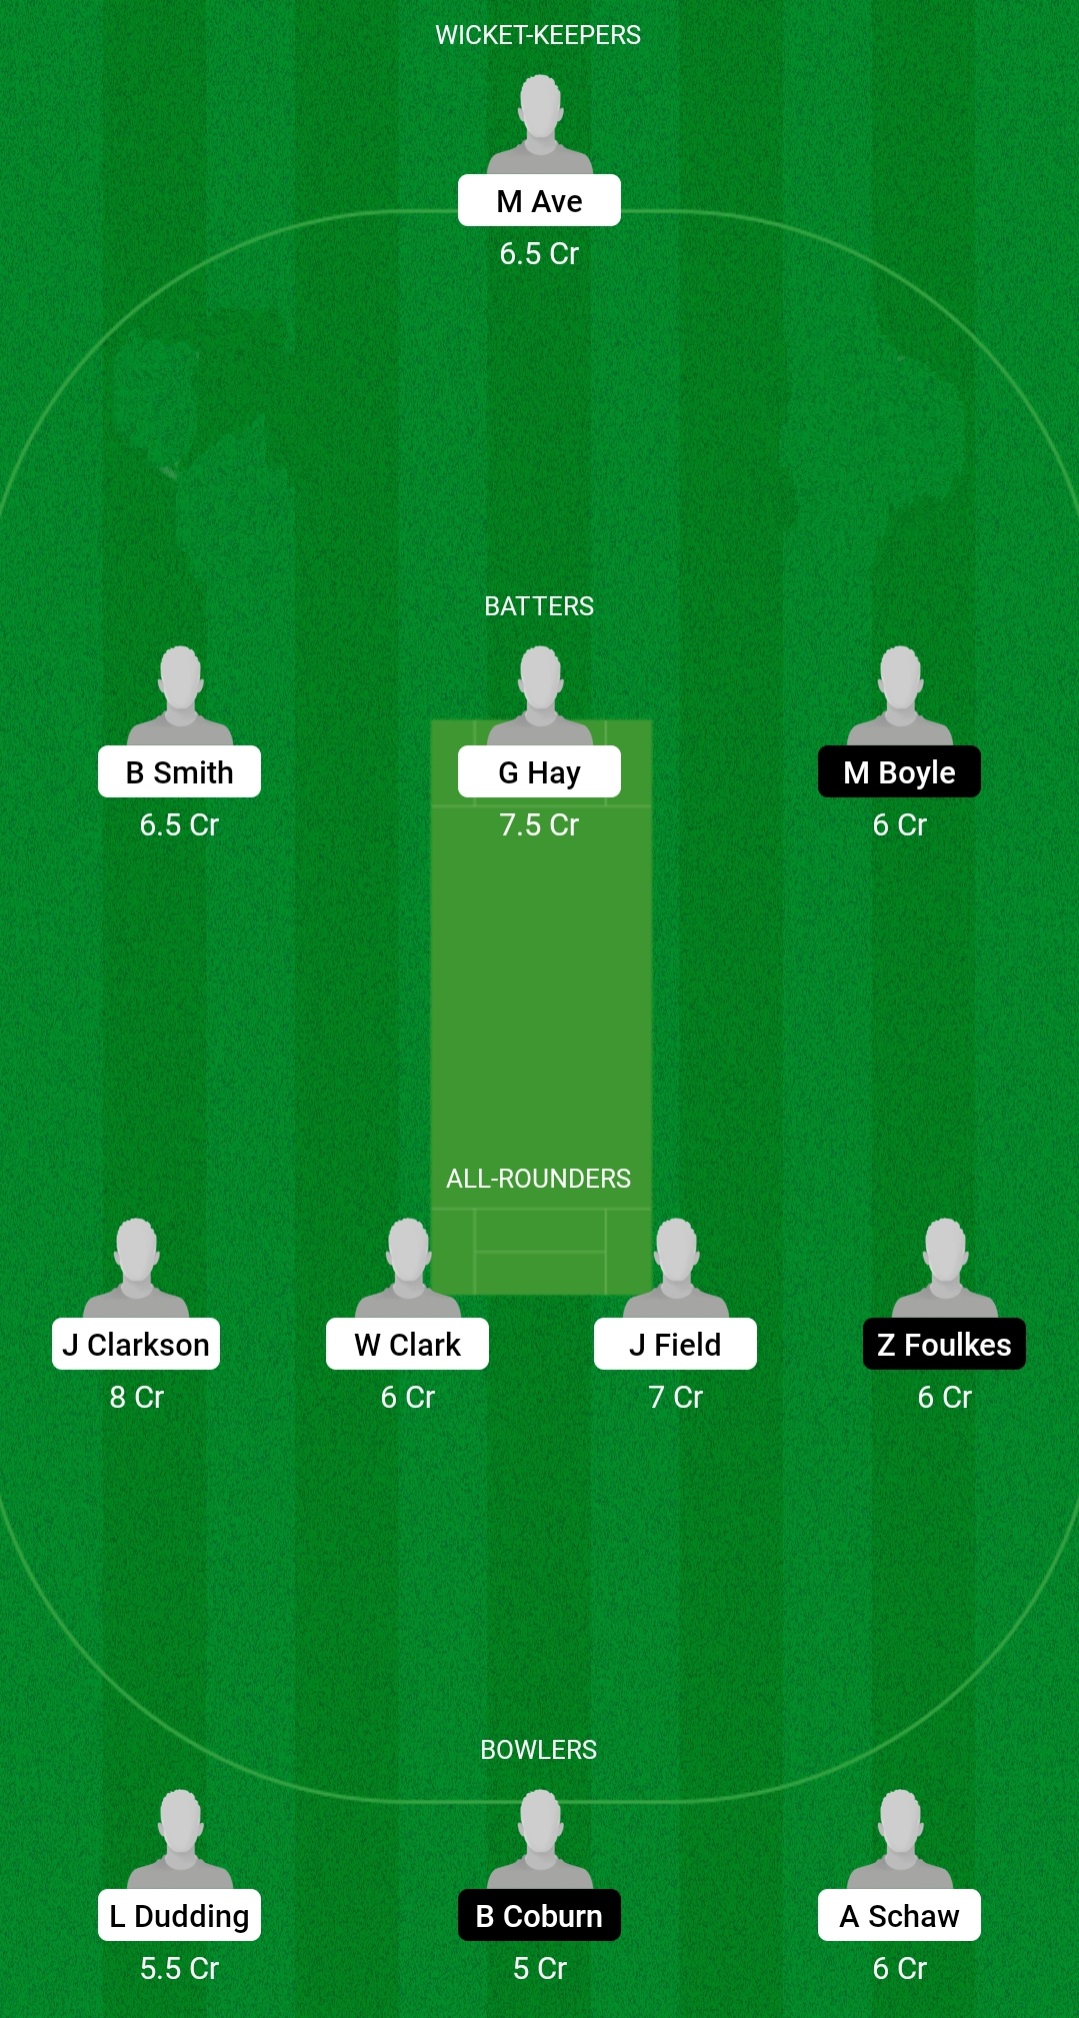 WICKET-KEEPERS
M Ave
6.5 Cr
BATTERS
B Smith G Hay M Boyle
6.5 Cr 7.5 Cr 6 Cr
ALL-ROUNDERS
J Clarkson W Clark J Field Z Foulkes
8 Cr 6 Cr 7 Cr 6 Cr
BOWLERS
L Dudding B Coburn A Schaw
5.5 Cr 5 Cr 6 Cr